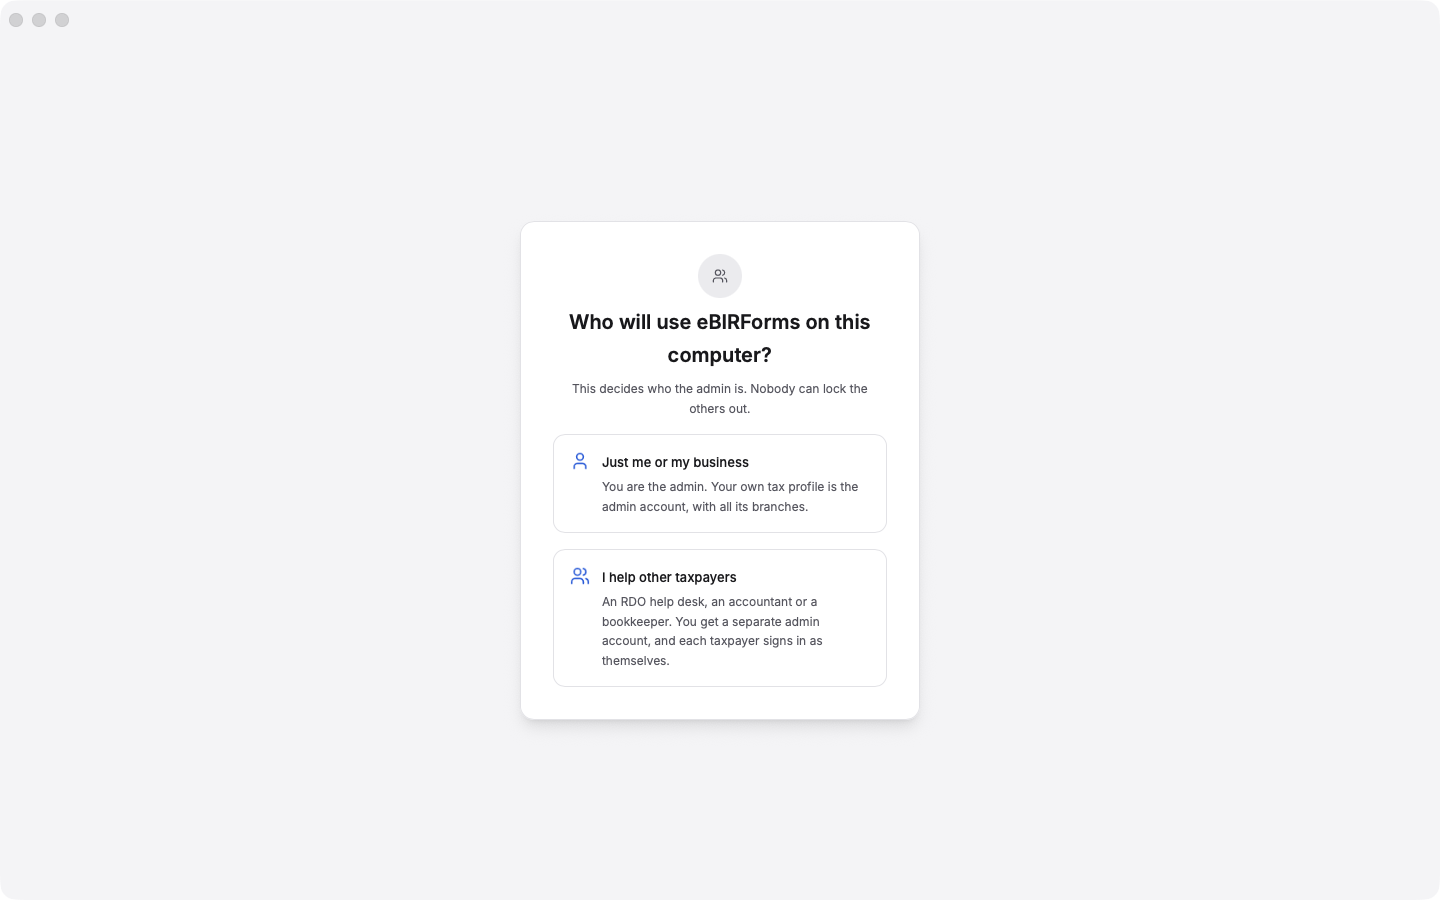 Who will use eBIRForms on this
computer?
This decides who the admin is. Nobody can lock the
others out.
Just me or my business
You are the admin. Your own tax profile is the
admin account, with all its branches.
I help other taxpayers
An RDO help desk, an accountant or a
bookkeeper. You get a separate admin
account, and each taxpayer signs in as
themselves.